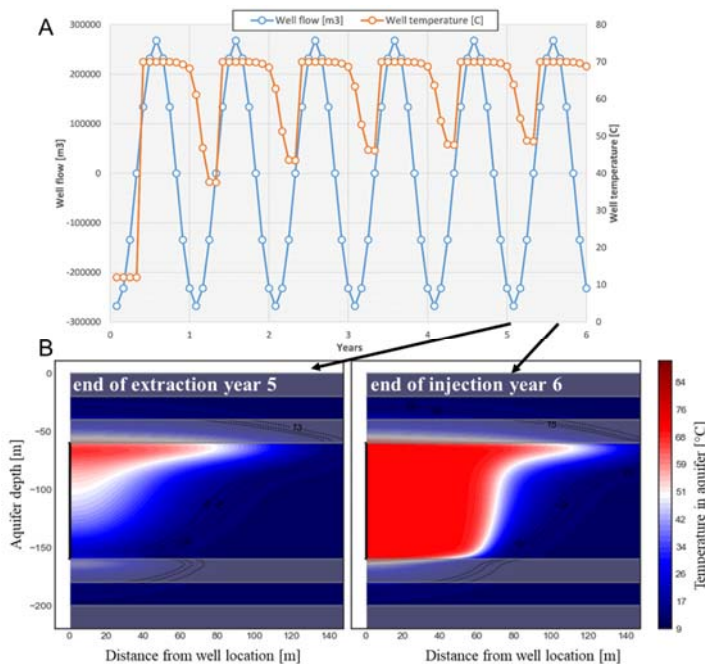 A
Well flow [m3]
Well temperature [C]
300000
200000
100000
0
-100000
-200000
-300000
Well flow [m3]
80
70
60
50
40
30
20
10
0
Well temperature [C]
0 1 2 3 4 5 6
Years
B
end of extraction year 5
end of injection year 6
0
−50
−100
−150
−200
Aquifer depth [m]
0 20 40 60 80 100 120 140
Distance from well location [m]
0 20 40 60 80 100 120 140
Distance from well location [m]
84
76
68
59
51
43
34
26
18
9
Temperature in aquifer [°C]